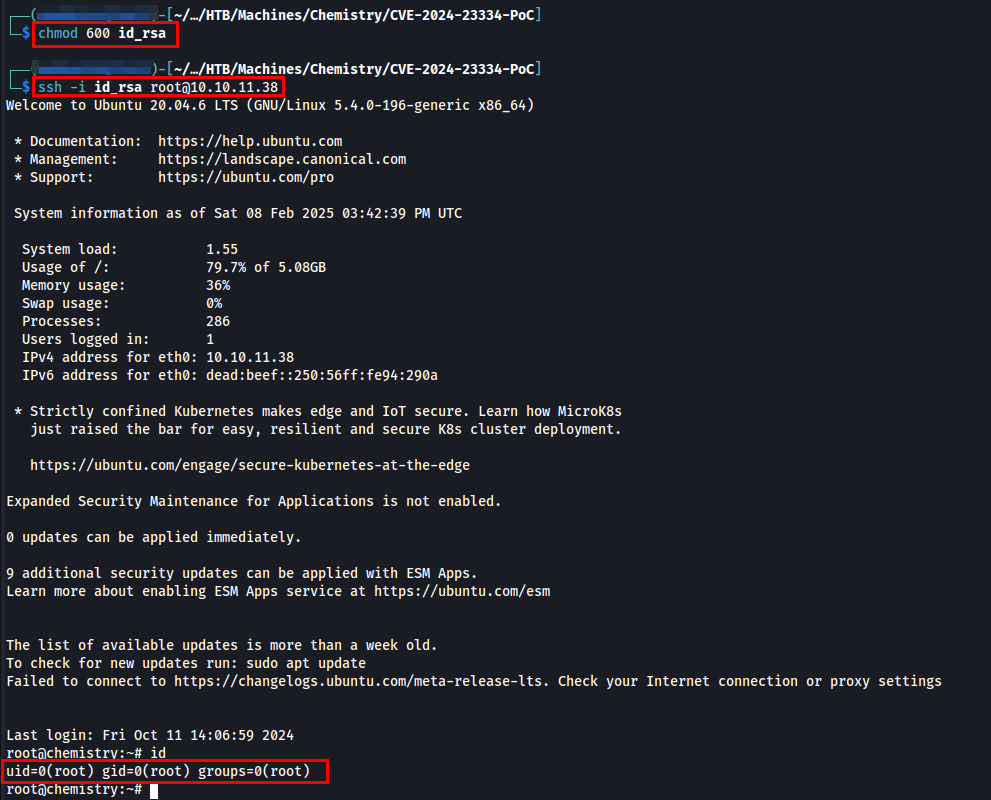 -[~/…/HTB/Machines/Chemistry/CVE-2024-23334-PoC]
$ chmod 600 id_rsa
)-[~/…/HTB/Machines/Chemistry/CVE-2024-23334-PoC]
$ ssh -i id_rsa root@10.10.11.38
Welcome to Ubuntu 20.04.6 LTS (GNU/Linux 5.4.0-196-generic x86_64)
* Documentation:  https://help.ubuntu.com
* Management:     https://landscape.canonical.com
* Support:        https://ubuntu.com/pro
System information as of Sat 08 Feb 2025 03:42:39 PM UTC
System load:           1.55
Usage of /:            79.7% of 5.08GB
Memory usage:          36%
Swap usage:            0%
Processes:             286
Users logged in:       1
IPv4 address for eth0: 10.10.11.38
IPv6 address for eth0: dead:beef::250:56ff:fe94:290a
* Strictly confined Kubernetes makes edge and IoT secure. Learn how MicroK8s
just raised the bar for easy, resilient and secure K8s cluster deployment.
https://ubuntu.com/engage/secure-kubernetes-at-the-edge
Expanded Security Maintenance for Applications is not enabled.
0 updates can be applied immediately.
9 additional security updates can be applied with ESM Apps.
Learn more about enabling ESM Apps service at https://ubuntu.com/esm
The list of available updates is more than a week old.
To check for new updates run: sudo apt update
Failed to connect to https://changelogs.ubuntu.com/meta-release-lts. Check your Internet connection or proxy settings
Last login: Fri Oct 11 14:06:59 2024
root@chemistry:~# id
uid=0(root) gid=0(root) groups=0(root)
root@chemistry:~#